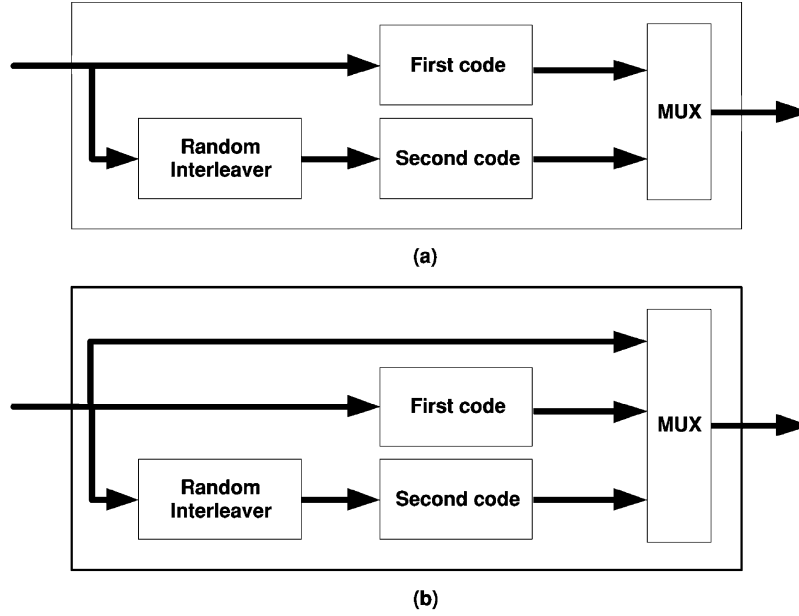 First code
MUX
Random
Interleaver
Second code
(a)
First code
MUX
Random
Interleaver
Second code
(b)